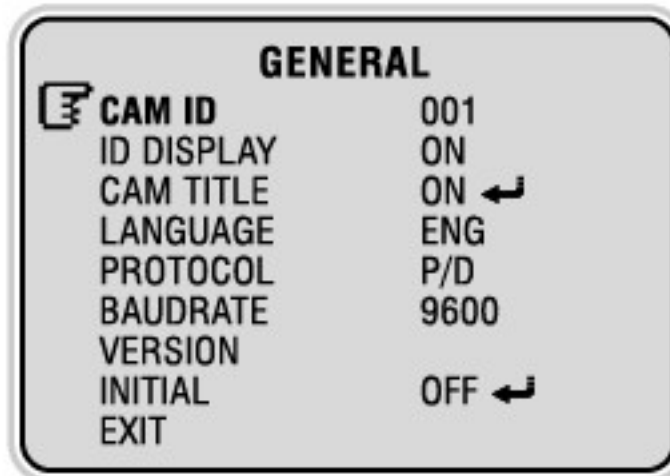 GENERAL
CAM ID 001
ID DISPLAY ON
CAM TITLE ON ↵
LANGUAGE ENG
PROTOCOL P/D
BAUDRATE 9600
VERSION
INITIAL OFF ↵
EXIT